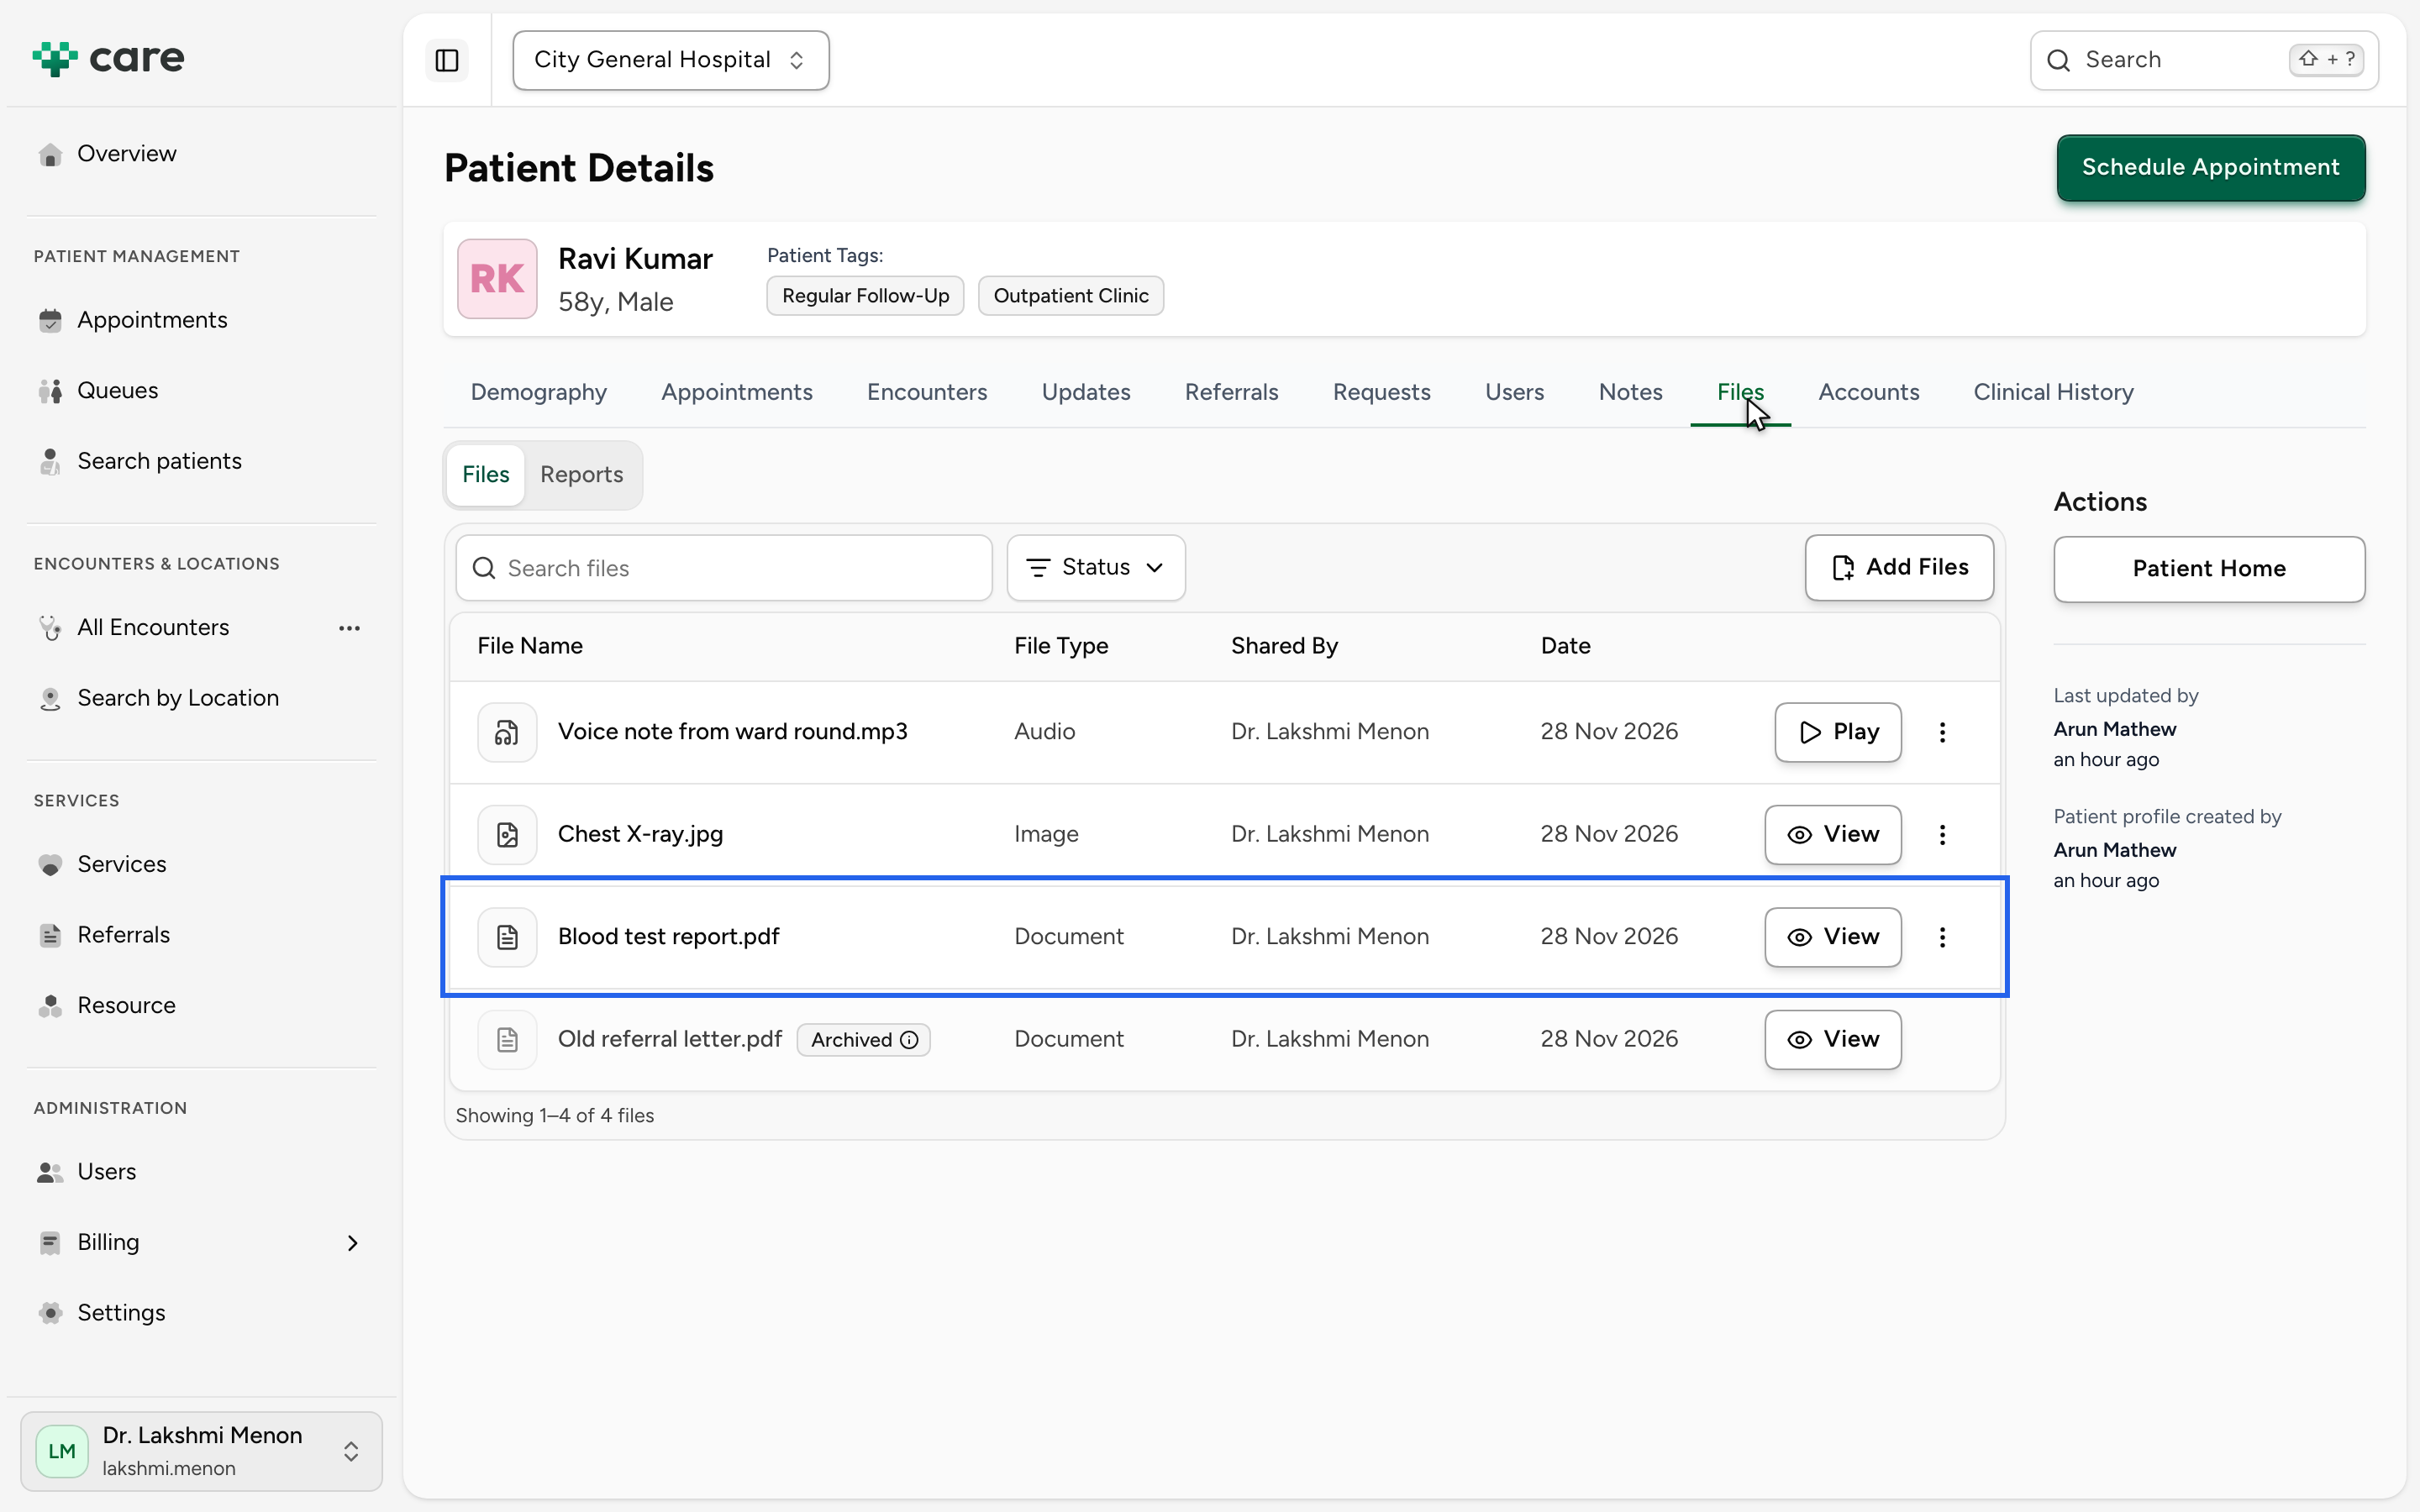 care
City General Hospital
Search
+ ?
Overview
PATIENT MANAGEMENT
Appointments
Queues
Search patients
ENCOUNTERS & LOCATIONS
All Encounters
Search by Location
SERVICES
Services
Referrals
Resource
ADMINISTRATION
Users
Billing
Settings
LM
Dr. Lakshmi Menon
lakshmi.menon
Patient Details
Schedule Appointment
RK
Ravi Kumar
58y, Male
Patient Tags:
Regular Follow-Up
Outpatient Clinic
Demography Appointments Encounters Updates Referrals Requests Users Notes Files Accounts Clinical History
Files Reports
Search files
Status
Add Files
File Name File Type Shared By Date
Voice note from ward round.mp3 Audio Dr. Lakshmi Menon 28 Nov 2026 Play
Chest X-ray.jpg Image Dr. Lakshmi Menon 28 Nov 2026 View
Blood test report.pdf Document Dr. Lakshmi Menon 28 Nov 2026 View
Old referral letter.pdf Archived Document Dr. Lakshmi Menon 28 Nov 2026 View
Showing 1–4 of 4 files
Actions
Patient Home
Last updated by
Arun Mathew
an hour ago
Patient profile created by
Arun Mathew
an hour ago